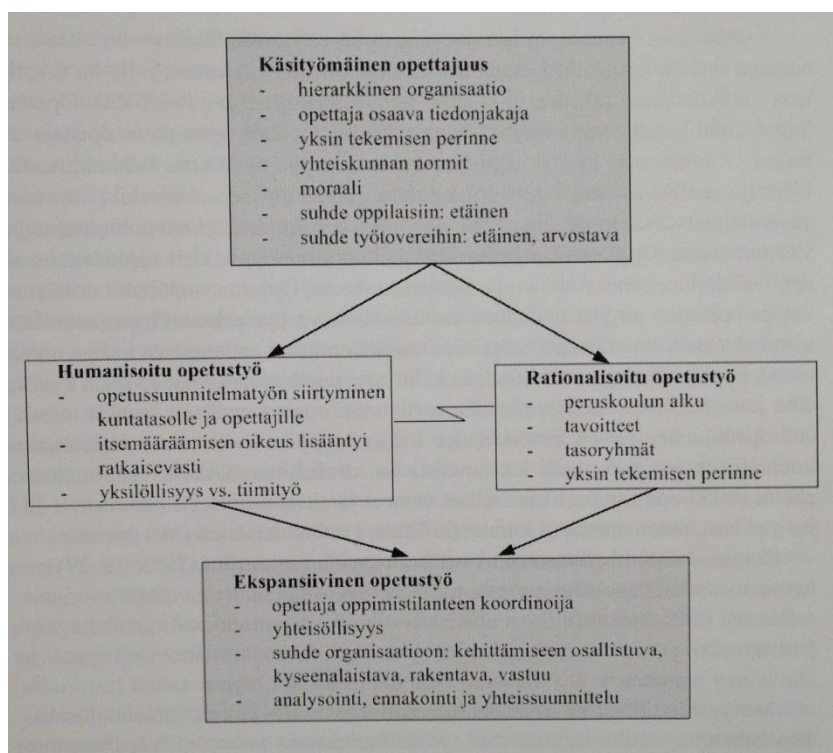 Käsityömäinen opettajuus
- hierarkkinen organisaatio
- opettaja osaava tiedonjakaja
- yksin tekemisen perinne
- yhteiskunnan normit
- moraali
- suhde oppilaisiin: etäinen
- suhde työtovereihin: etäinen, arvostava
Humanisoitu opetustyö
- opetussuunnitelmatyön siirtyminen
kuntatasolle ja opettajille
- itsemääräämisen oikeus lisääntyi
ratkaisevasti
- yksilöllisyys vs. tiimityö
Rationalisoitu opetustyö
- peruskoulun alku
- tavoitteet
- tasoryhmät
- yksin tekemisen perinne
Ekspansiivinen opetustyö
- opettaja oppimistilanteen koordinoija
- yhteisöllisyys
- suhde organisaatioon: kehittämiseen osallistuva,
kyseenalaistava, rakentava, vastuu
- analysointi, ennakointi ja yhteissuunnittelu